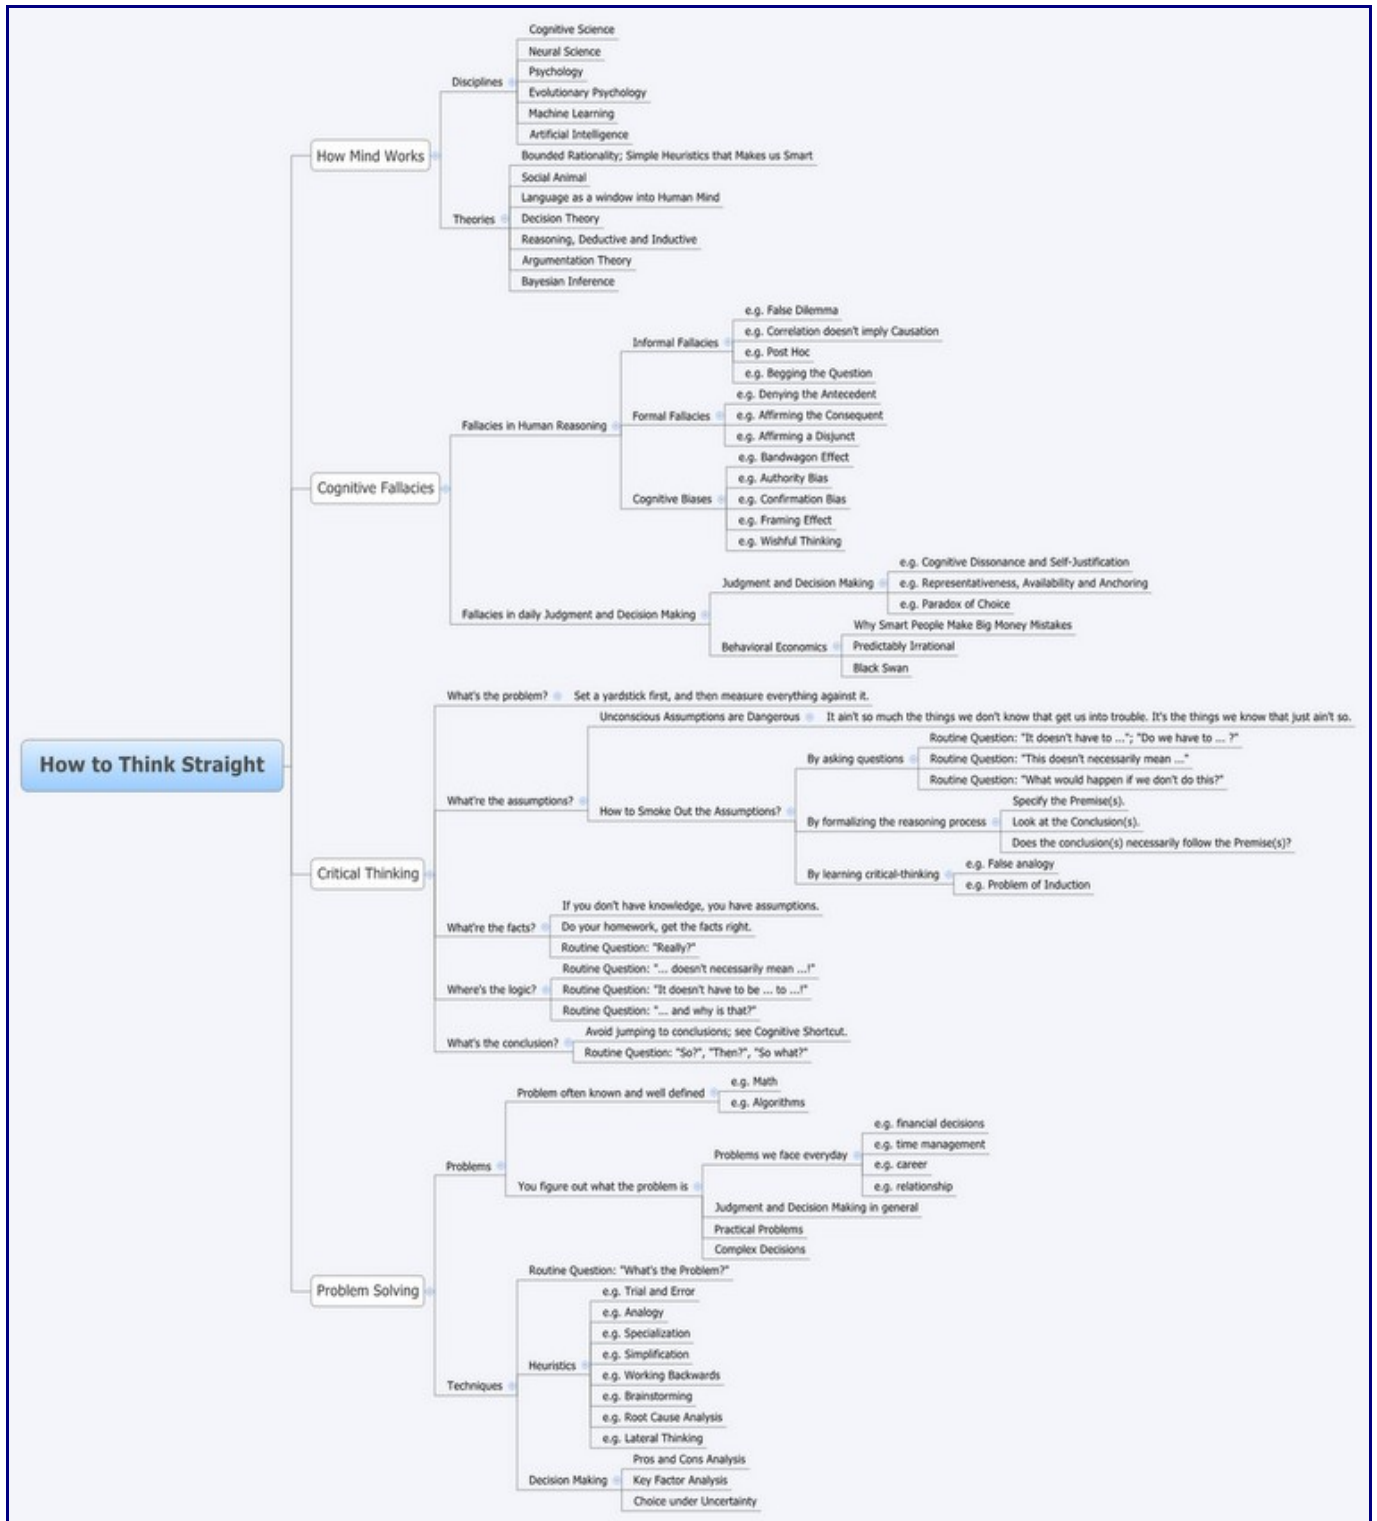 How to Think Straight
How Mind Works
Disciplines
Cognitive Science
Neural Science
Psychology
Evolutionary Psychology
Machine Learning
Artificial Intelligence
Theories
Bounded Rationality; Simple Heuristics that Makes us Smart
Social Animal
Language as a window into Human Mind
Decision Theory
Reasoning, Deductive and Inductive
Argumentation Theory
Bayesian Inference
Cognitive Fallacies
Fallacies in Human Reasoning
Informal Fallacies
e.g. False Dilemma
e.g. Correlation doesn't imply Causation
e.g. Post Hoc
e.g. Begging the Question
Formal Fallacies
e.g. Denying the Antecedent
e.g. Affirming the Consequent
e.g. Affirming a Disjunct
Cognitive Biases
e.g. Bandwagon Effect
e.g. Authority Bias
e.g. Confirmation Bias
e.g. Framing Effect
e.g. Wishful Thinking
Fallacies in daily Judgment and Decision Making
Judgment and Decision Making
e.g. Cognitive Dissonance and Self-Justification
e.g. Representativeness, Availability and Anchoring
e.g. Paradox of Choice
Behavioral Economics
Why Smart People Make Big Money Mistakes
Predictably Irrational
Black Swan
Critical Thinking
What's the problem?
Set a yardstick first, and then measure everything against it.
What're the assumptions?
Unconscious Assumptions are Dangerous
It ain't so much the things we don't know that get us into trouble. It's the things we know that just ain't so.
How to Smoke Out the Assumptions?
By asking questions
Routine Question: "It doesn't have to ..."; "Do we have to ... ?"
Routine Question: "This doesn't necessarily mean ..."
Routine Question: "What would happen if we don't do this?"
By formalizing the reasoning process
Specify the Premise(s).
Look at the Conclusion(s).
Does the conclusion(s) necessarily follow the Premise(s)?
By learning critical-thinking
e.g. False analogy
e.g. Problem of Induction
What're the facts?
If you don't have knowledge, you have assumptions.
Do your homework, get the facts right.
Routine Question: "Really?"
Where's the logic?
Routine Question: "... doesn't necessarily mean ...!"
Routine Question: "It doesn't have to be ... to ...!"
Routine Question: "... and why is that?"
What's the conclusion?
Avoid jumping to conclusions; see Cognitive Shortcut.
Routine Question: "So?", "Then?", "So what?"
Problem Solving
Problems
Problem often known and well defined
e.g. Math
e.g. Algorithms
You figure out what the problem is
Problems we face everyday
e.g. financial decisions
e.g. time management
e.g. career
e.g. relationship
Judgment and Decision Making in general
Practical Problems
Complex Decisions
Techniques
Routine Question: "What's the Problem?"
Heuristics
e.g. Trial and Error
e.g. Analogy
e.g. Specialization
e.g. Simplification
e.g. Working Backwards
e.g. Brainstorming
e.g. Root Cause Analysis
e.g. Lateral Thinking
Decision Making
Pros and Cons Analysis
Key Factor Analysis
Choice under Uncertainty